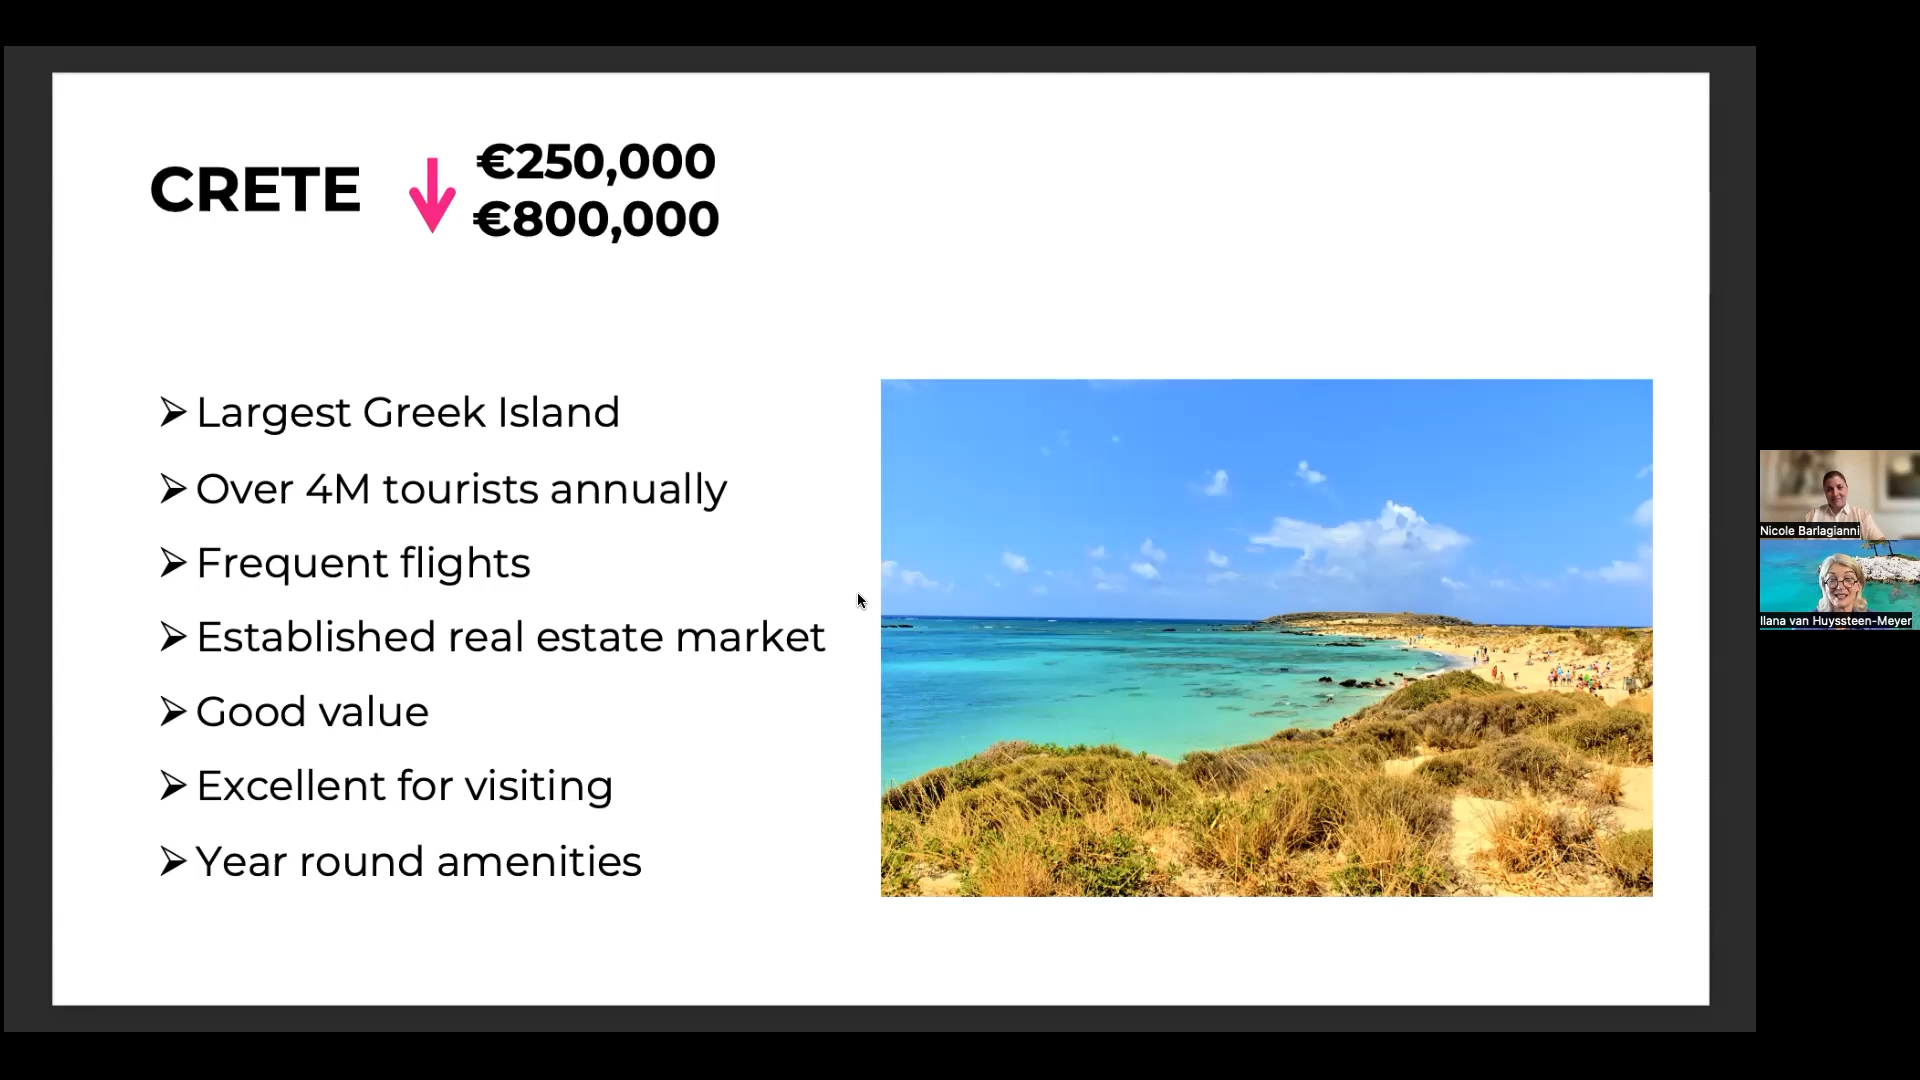 CRETE
€250,000
€800,000
➢ Largest Greek Island
➢ Over 4M tourists annually
➢ Frequent flights
➢ Established real estate market
➢ Good value
➢ Excellent for visiting
➢ Year round amenities
Nicole Barlagianni
Ilana van Huyssteen-Meyer